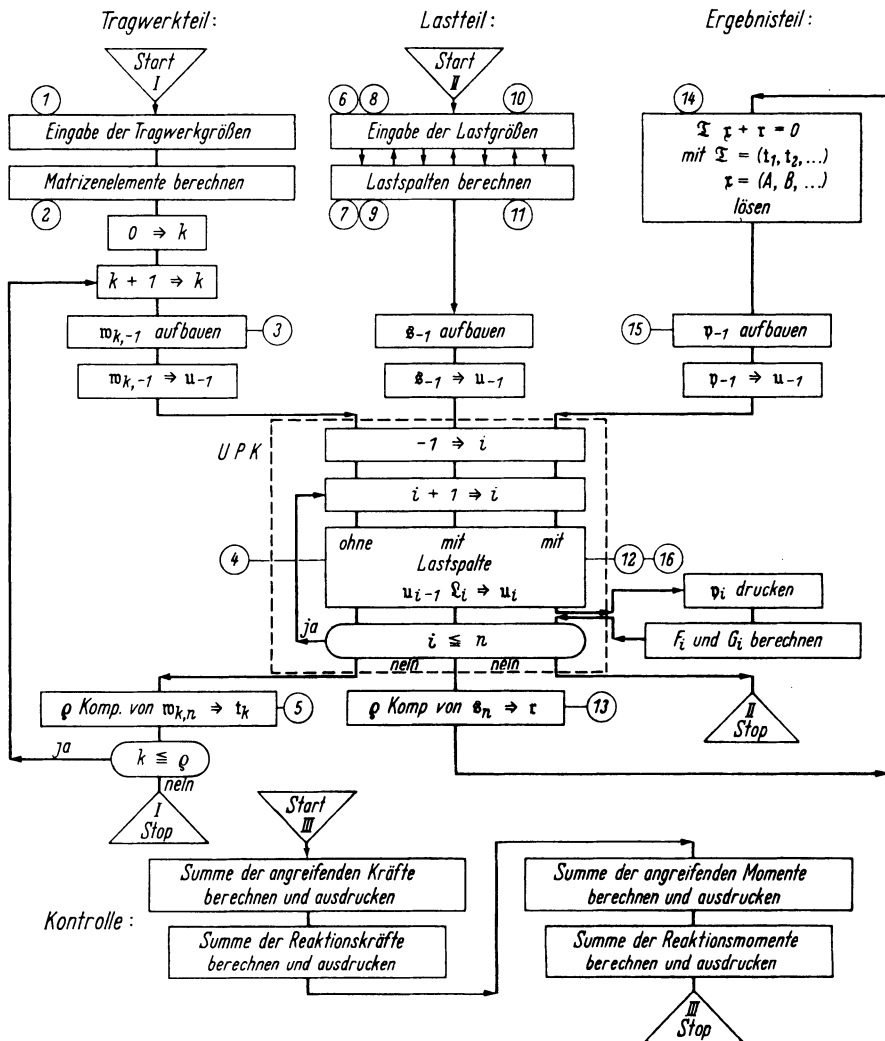 Tragwerkteil :
Lastteil :
Ergebnisteil :
Start
I
Start
II
1
6
8
10
14
Eingabe der Tragwerkgrößen
Eingabe der Lastgrößen
𝔗 𝔵 + 𝔯 = 0
mit 𝔗 = (𝔱₁, 𝔱₂, ...)
𝔵 = (A, B, ...)
lösen
Matrizenelemente berechnen
Lastspalten berechnen
2
7
9
11
0 ⇒ k
k + 1 ⇒ k
𝔴k,-1 aufbauen
3
𝔰-1 aufbauen
15
𝔳-1 aufbauen
𝔴k,-1 ⇒ 𝔲-1
𝔰-1 ⇒ 𝔲-1
𝔳-1 ⇒ 𝔲-1
UPK
-1 ⇒ i
i + 1 ⇒ i
ohne mit mit
Lastspalte
𝔲i-1 𝔏i ⇒ 𝔲i
4
12
16
𝔳i drucken
ja
i ≦ n
Fi und Gi berechnen
nein
nein
ϱ Komp. von 𝔴k,n ⇒ 𝔱k
5
ϱ Komp von 𝔰n ⇒ 𝔯
13
II
Stop
ja
k ≦ ϱ
nein
I
Stop
Start
III
Summe der angreifenden Kräfte
berechnen und ausdrucken
Summe der angreifenden Momente
berechnen und ausdrucken
Kontrolle :
Summe der Reaktionskräfte
berechnen und ausdrucken
Summe der Reaktionsmomente
berechnen und ausdrucken
III
Stop